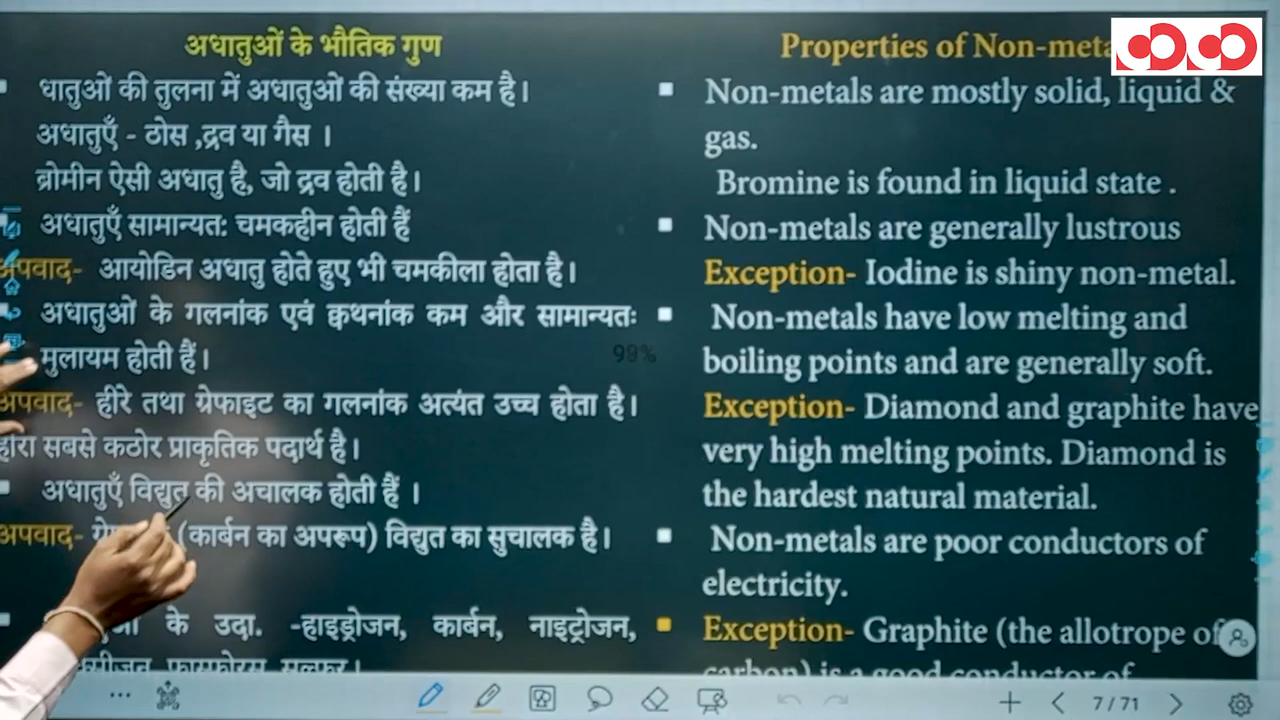 अधातुओं के भौतिक गुण
धातुओं की तुलना में अधातुओं की संख्या कम है।
अधातुएँ - ठोस ,द्रव या गैस ।
ब्रोमीन ऐसी अधातु है, जो द्रव होती है।
अधातुएँ सामान्यत: चमकहीन होती हैं
अपवाद- आयोडिन अधातु होते हुए भी चमकीला होता है।
अधातुओं के गलनांक एवं क्वथनांक कम और सामान्यतः
मुलायम होती हैं।
अपवाद- हीरे तथा ग्रेफाइट का गलनांक अत्यंत उच्च होता है।
सबसे कठोर प्राकृतिक पदार्थ है।
अधातुएँ विद्युत की अचालक होती हैं ।
अपवाद- (कार्बन का अपरूप) विद्युत का सुचालक है।
के उदा. -हाइड्रोजन, कार्बन, नाइट्रोजन,
Properties of Non-meta
Non-metals are mostly solid, liquid &
gas.
Bromine is found in liquid state .
Non-metals are generally lustrous
Exception- Iodine is shiny non-metal.
Non-metals have low melting and
boiling points and are generally soft.
Exception- Diamond and graphite have
very high melting points. Diamond is
the hardest natural material.
Non-metals are poor conductors of
electricity.
Exception- Graphite (the allotrope of
carbon) is a good conductor of
7 / 71